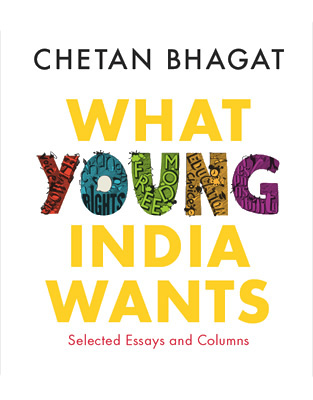 CHETAN BHAGAT
WHAT
YOUNG
INDIA
WANTS
Selected Essays and Columns